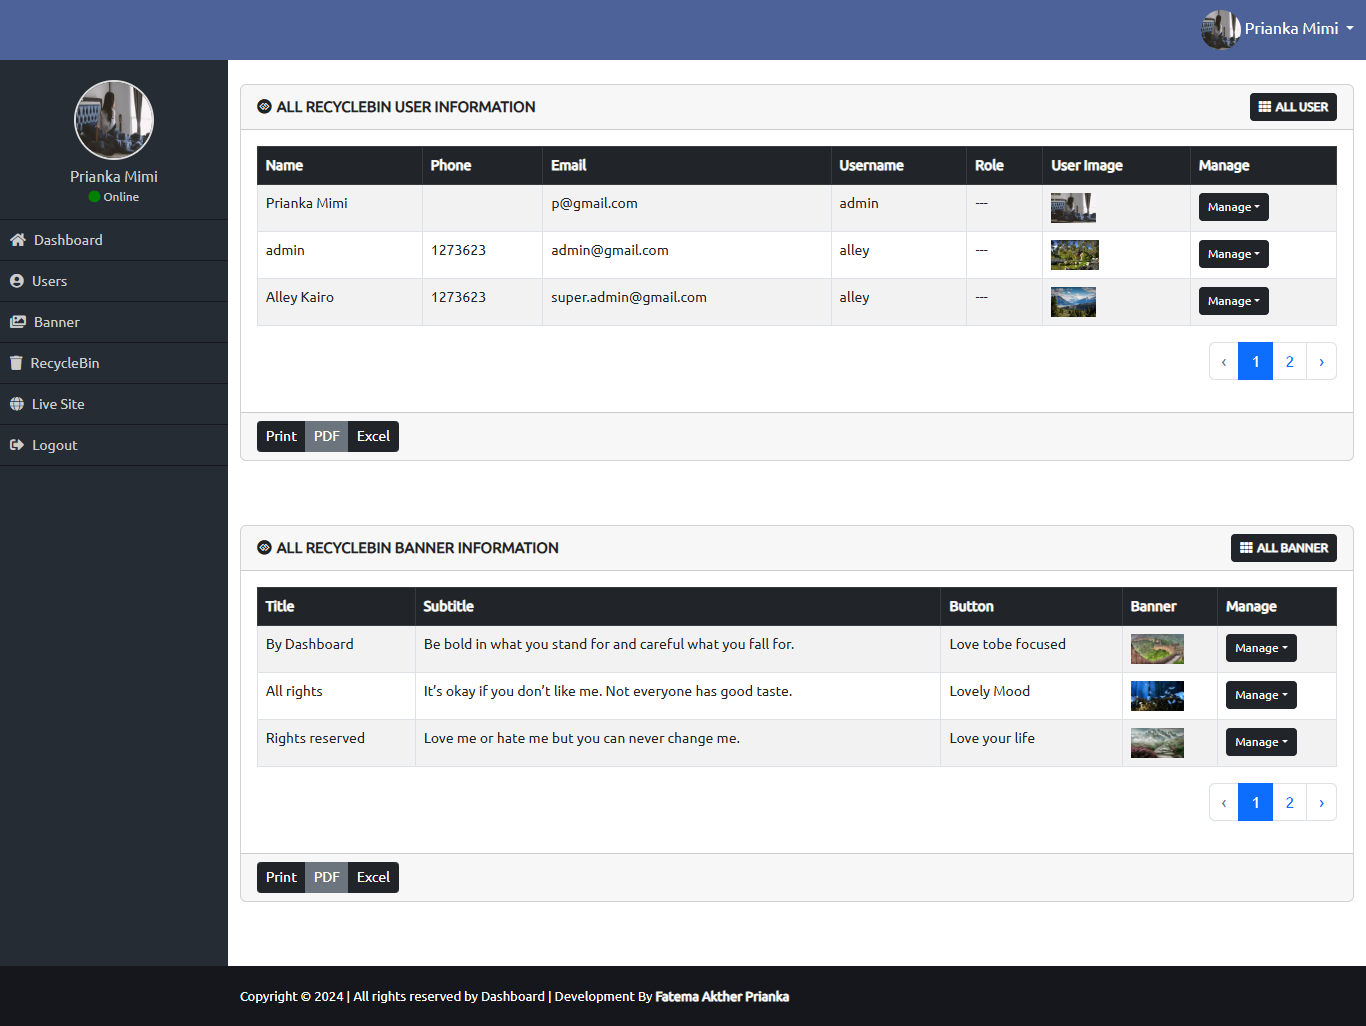 Prianka Mimi
Prianka Mimi
Online
Dashboard
Users
Banner
RecycleBin
Live Site
Logout
ALL RECYCLEBIN USER INFORMATION
ALL USER
Name Phone Email Username Role User Image Manage
Prianka Mimi p@gmail.com admin --- Manage
admin 1273623 admin@gmail.com alley --- Manage
Alley Kairo 1273623 super.admin@gmail.com alley --- Manage
‹ 1 2 ›
Print PDF Excel
ALL RECYCLEBIN BANNER INFORMATION
ALL BANNER
Title Subtitle Button Banner Manage
By Dashboard Be bold in what you stand for and careful what you fall for. Love tobe focused Manage
All rights It’s okay if you don’t like me. Not everyone has good taste. Lovely Mood Manage
Rights reserved Love me or hate me but you can never change me. Love your life Manage
‹ 1 2 ›
Print PDF Excel
Copyright © 2024 | All rights reserved by Dashboard | Development By Fatema Akther Prianka